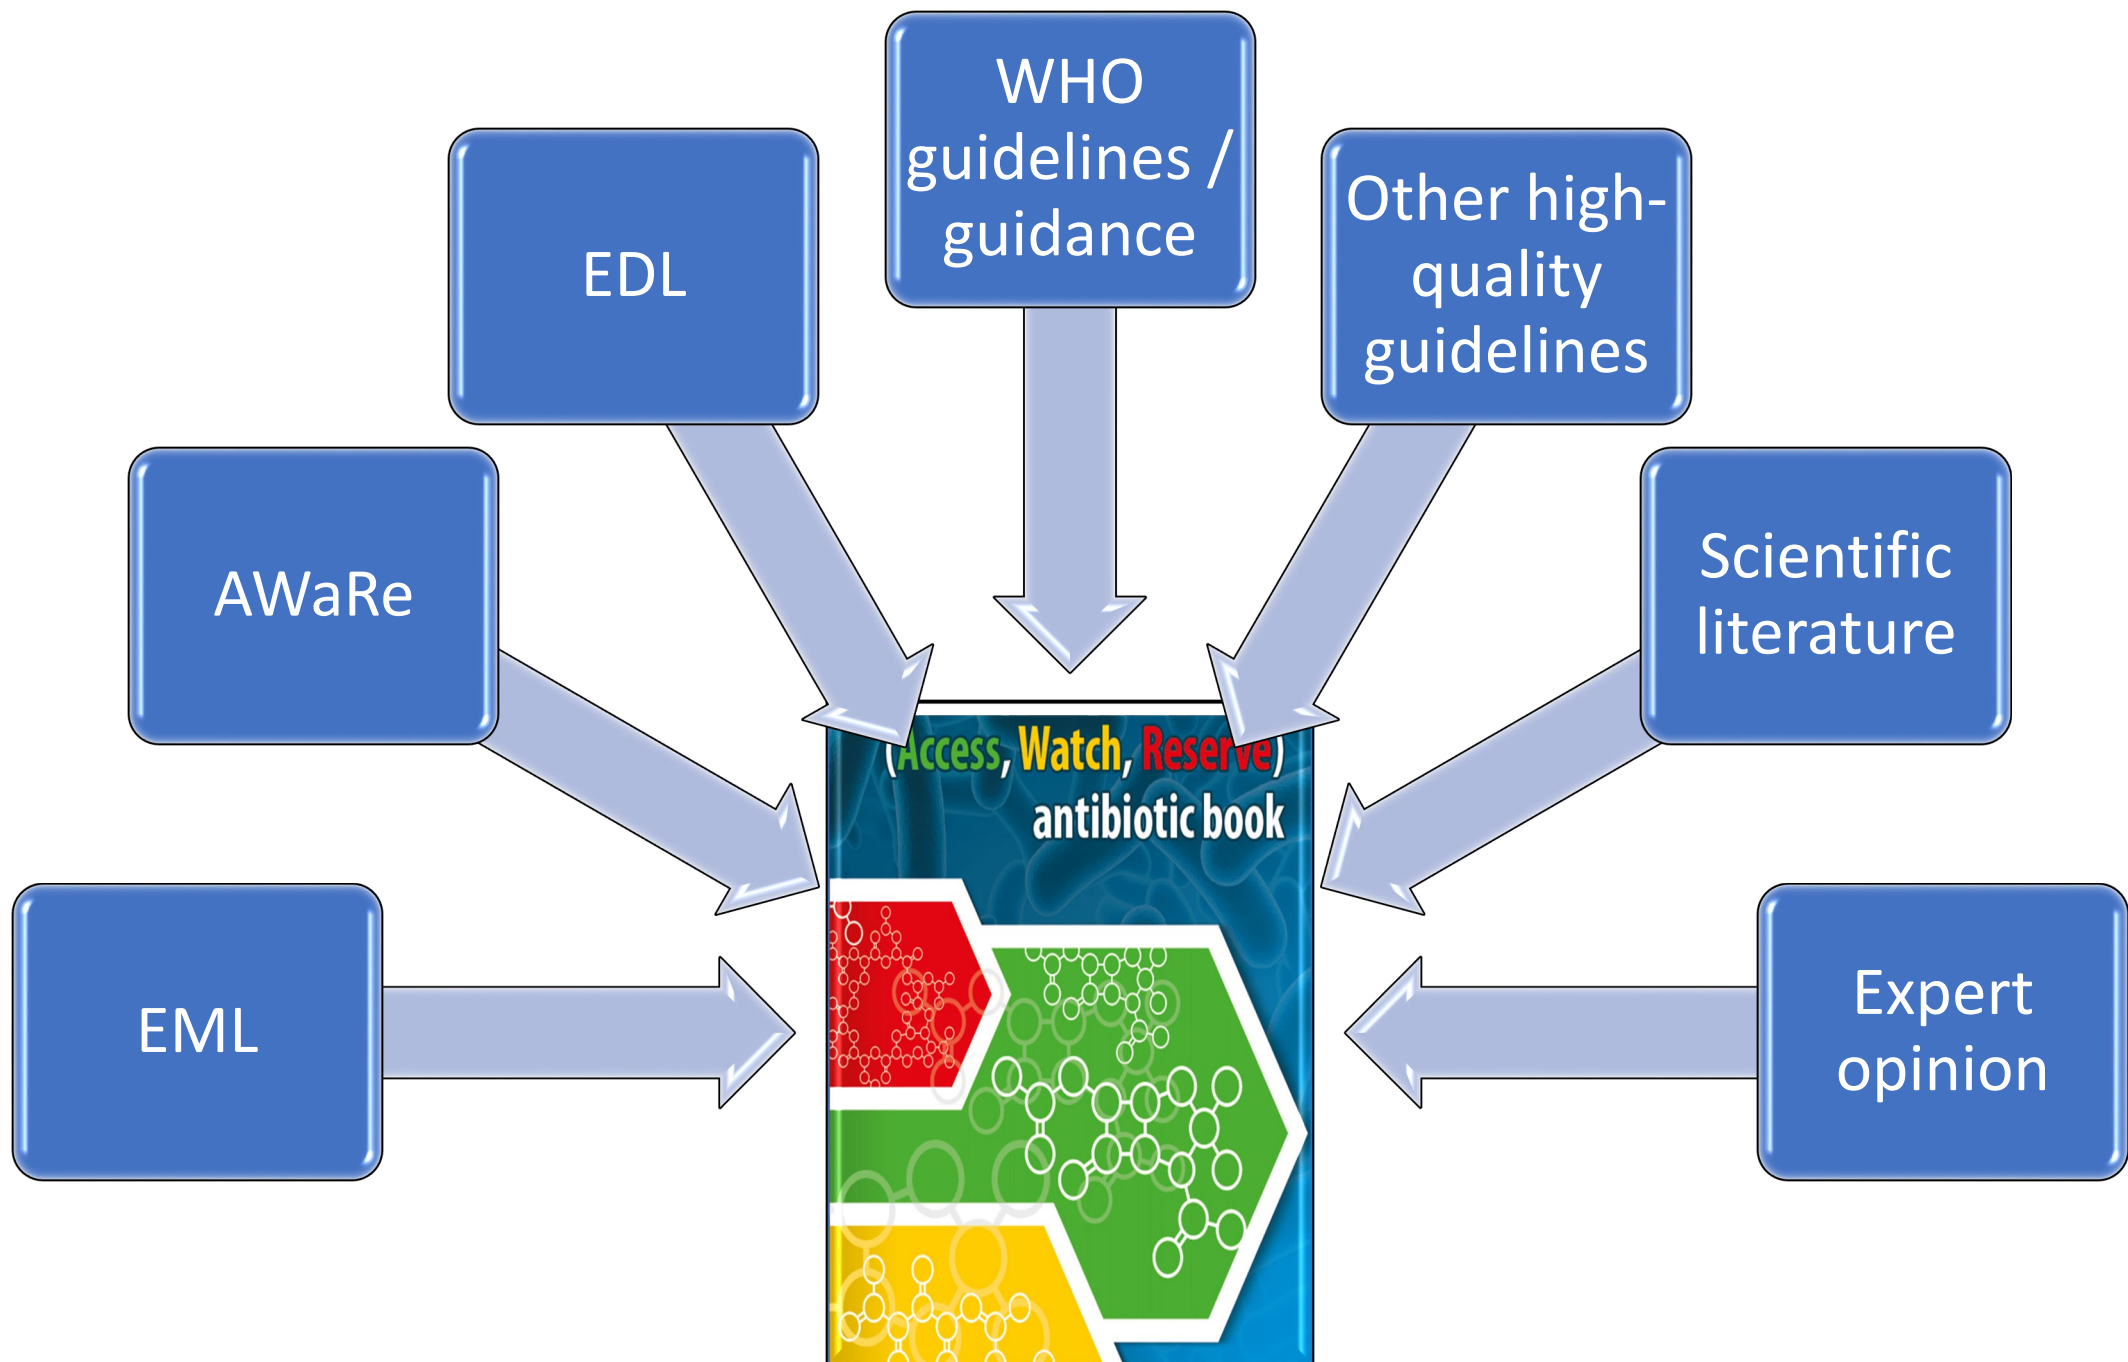 WHO
guidelines /
guidance
EDL
Other high-
quality
guidelines
AWaRe
Scientific
literature
EML
Expert
opinion
(Access, Watch, Reserve)
antibiotic book